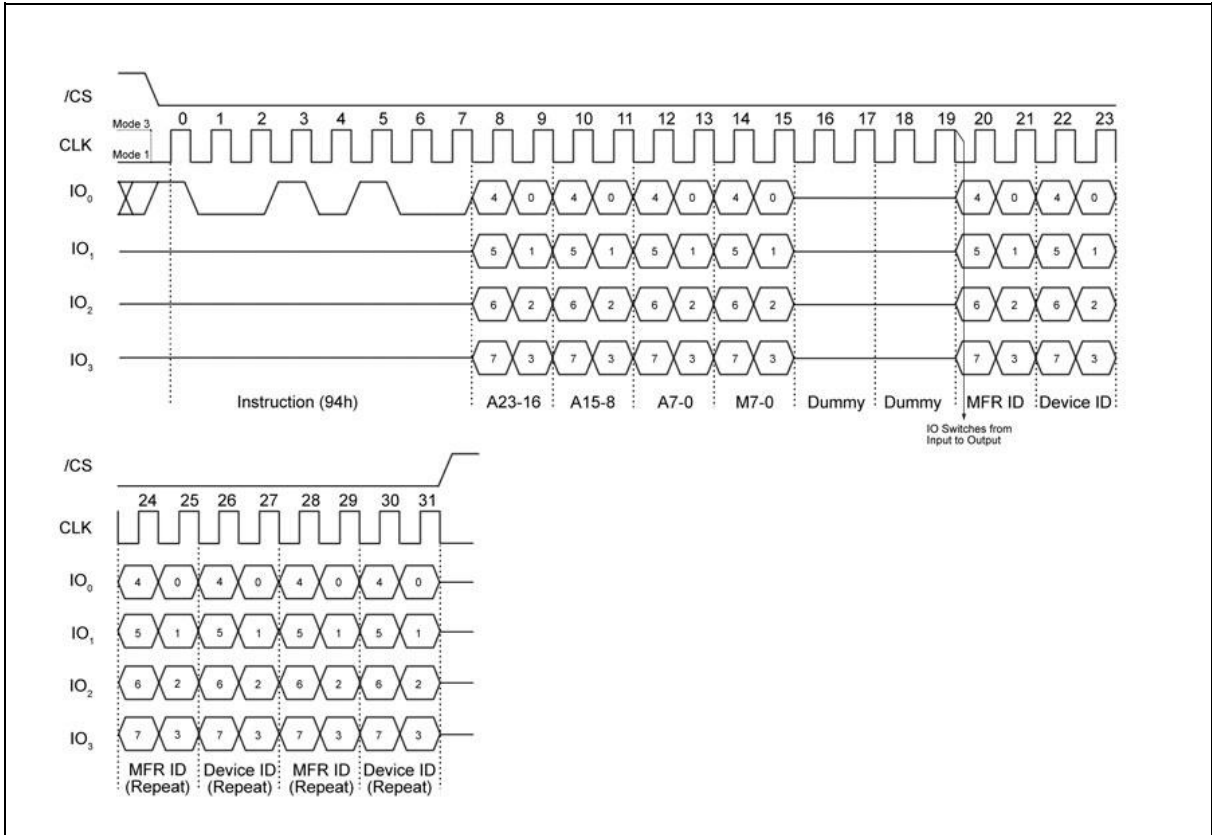 /CS
Mode 3
0 1 2 3 4 5 6 7 8 9 10 11 12 13 14 15 16 17 18 19 20 21 22 23
CLK
Mode 1
IO0 4 0 4 0 4 0 4 0 4 0 4 0
IO1 5 1 5 1 5 1 5 1 5 1 5 1
IO2 6 2 6 2 6 2 6 2 6 2 6 2
IO3 7 3 7 3 7 3 7 3 7 3 7 3
Instruction (94h) A23-16 A15-8 A7-0 M7-0 Dummy Dummy MFR ID Device ID
IO Switches from
Input to Output
/CS
24 25 26 27 28 29 30 31
CLK
IO0 4 0 4 0 4 0 4 0
IO1 5 1 5 1 5 1 5 1
IO2 6 2 6 2 6 2 6 2
IO3 7 3 7 3 7 3 7 3
MFR ID Device ID MFR ID Device ID
(Repeat) (Repeat) (Repeat) (Repeat)